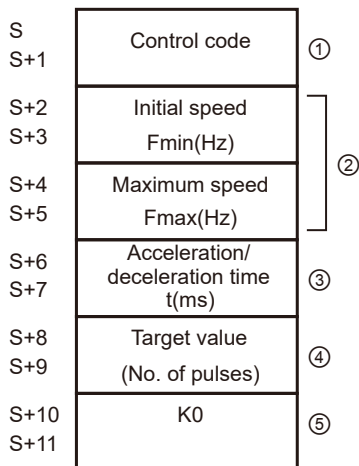 S
S+1
Control code
①
S+2
S+3
Initial speed
Fmin(Hz)
②
S+4
S+5
Maximum speed
Fmax(Hz)
S+6
S+7
Acceleration/
deceleration time
t(ms)
③
S+8
S+9
Target value
(No. of pulses)
④
S+10
S+11
K0
⑤